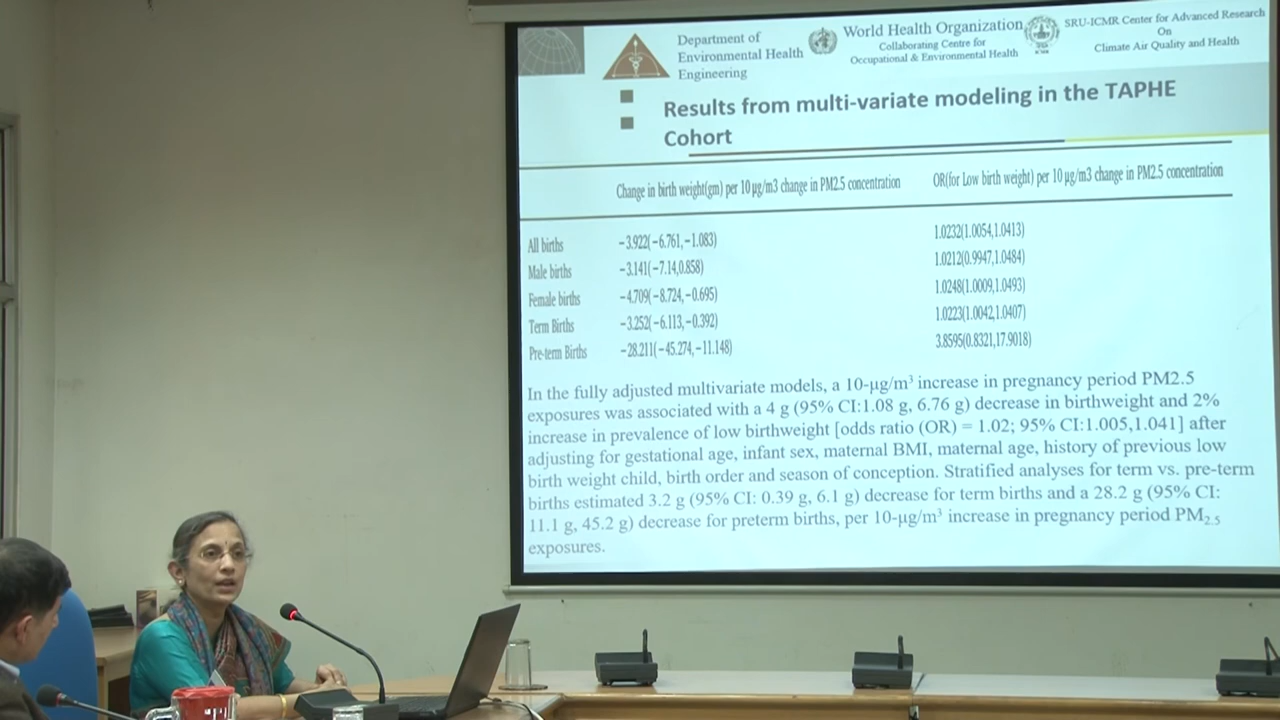 Department of
Environmental Health
Engineering
World Health Organization
Collaborating Centre for
Occupational & Environmental Health
SRU-ICMR Center for Advanced Research
On
Climate Air Quality and Health
Results from multi-variate modeling in the TAPHE
Cohort
Change in birth weight(gm) per 10 µg/m3 change in PM2.5 concentration OR(for Low birth weight) per 10 µg/m3 change in PM2.5 concentration
All births −3.922(−6.761,−1.083) 1.0232(1.0054,1.0413)
Male births −3.141(−7.14,0.858) 1.0212(0.9947,1.0484)
Female births −4.709(−8.724,−0.695) 1.0248(1.0009,1.0493)
Term Births −3.252(−6.113,−0.392) 1.0223(1.0042,1.0407)
Pre-term Births −28.211(−45.274,−11.148) 3.8595(0.8321,17.9018)
In the fully adjusted multivariate models, a 10-µg/m³ increase in pregnancy period PM2.5
exposures was associated with a 4 g (95% CI:1.08 g, 6.76 g) decrease in birthweight and 2%
increase in prevalence of low birthweight [odds ratio (OR) = 1.02; 95% CI:1.005,1.041] after
adjusting for gestational age, infant sex, maternal BMI, maternal age, history of previous low
birth weight child, birth order and season of conception. Stratified analyses for term vs. pre-term
births estimated 3.2 g (95% CI: 0.39 g, 6.1 g) decrease for term births and a 28.2 g (95% CI:
11.1 g, 45.2 g) decrease for preterm births, per 10-µg/m³ increase in pregnancy period PM₂.₅
exposures.